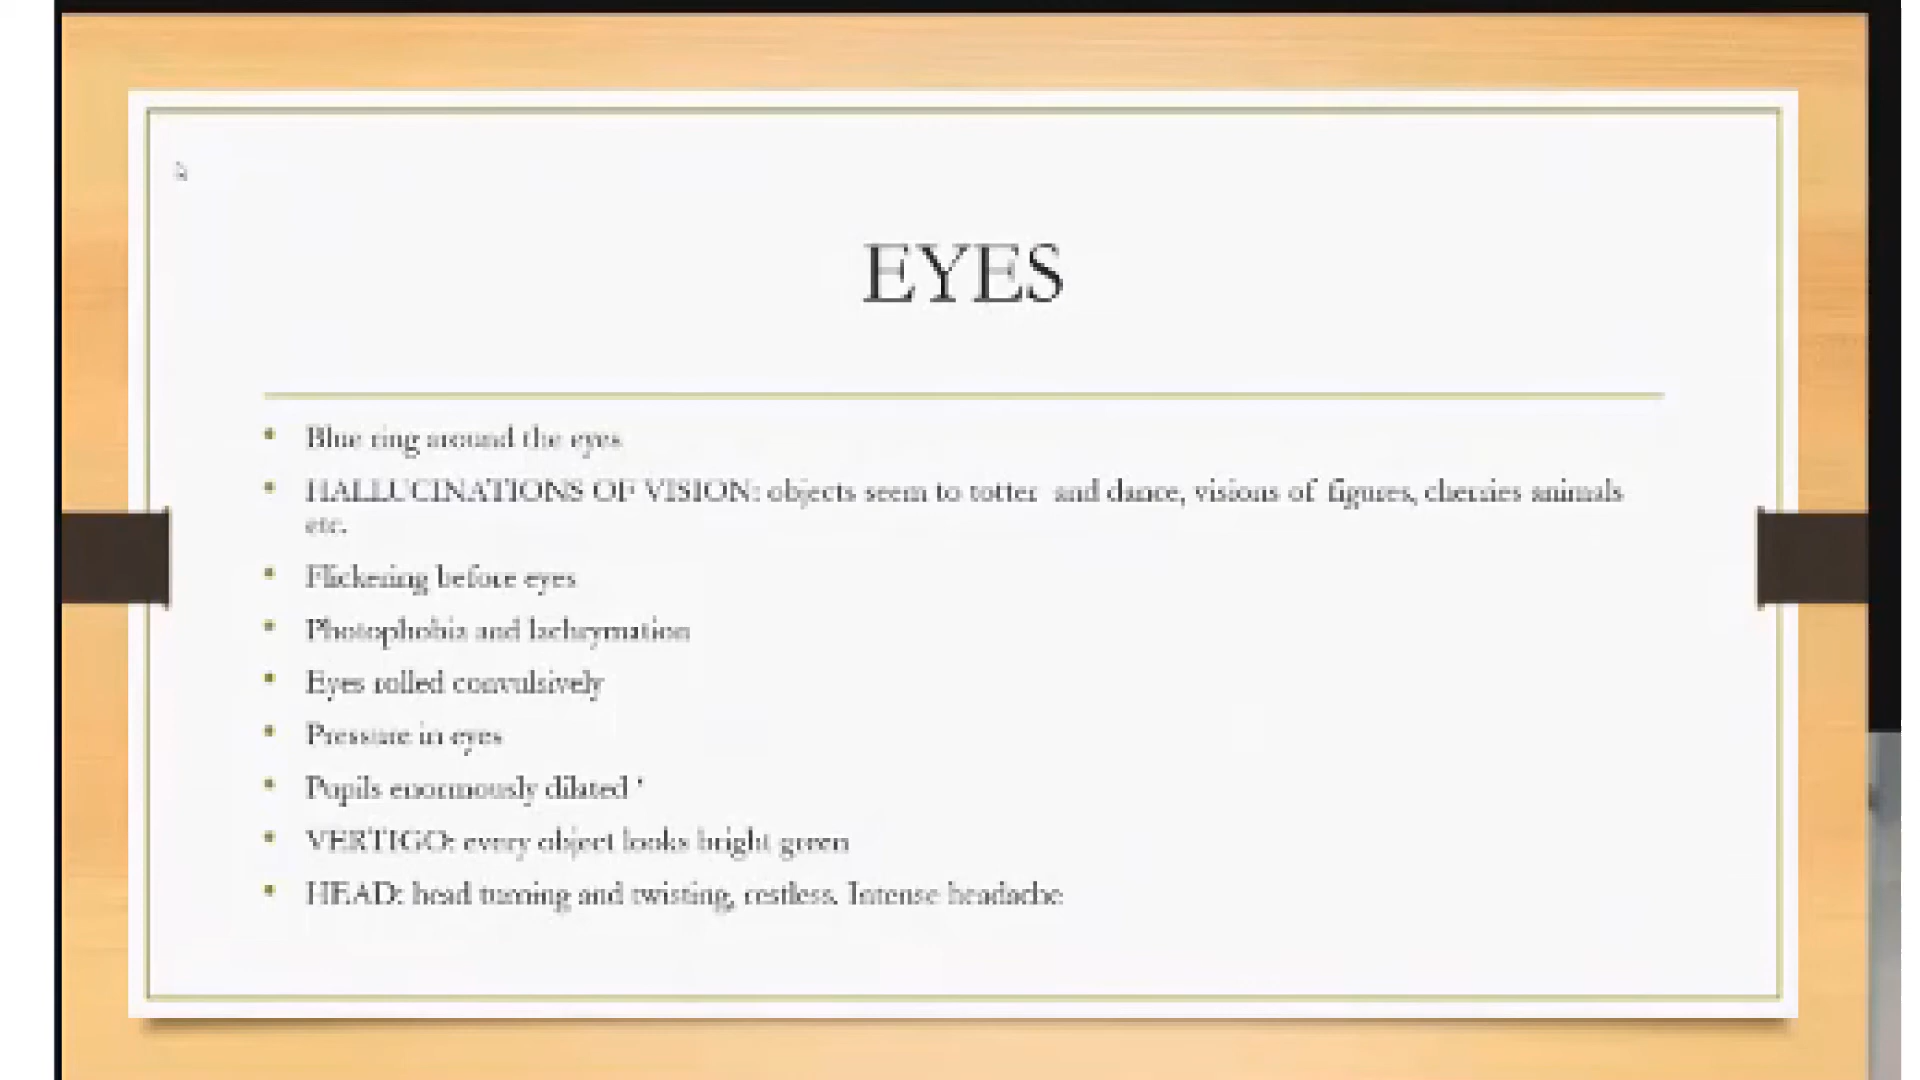 EYES
• Blue ring around the eyes
• HALLUCINATIONS OF VISION: objects seem to totter and dance, visions of figures, cherries animals
etc.
• Flickering before eyes
• Photophobia and lachrymation
• Eyes rolled convulsively
• Pressure in eyes
• Pupils enormously dilated '
• VERTIGO: every object looks bright green
• HEAD: head turning and twisting, restless. Intense headache